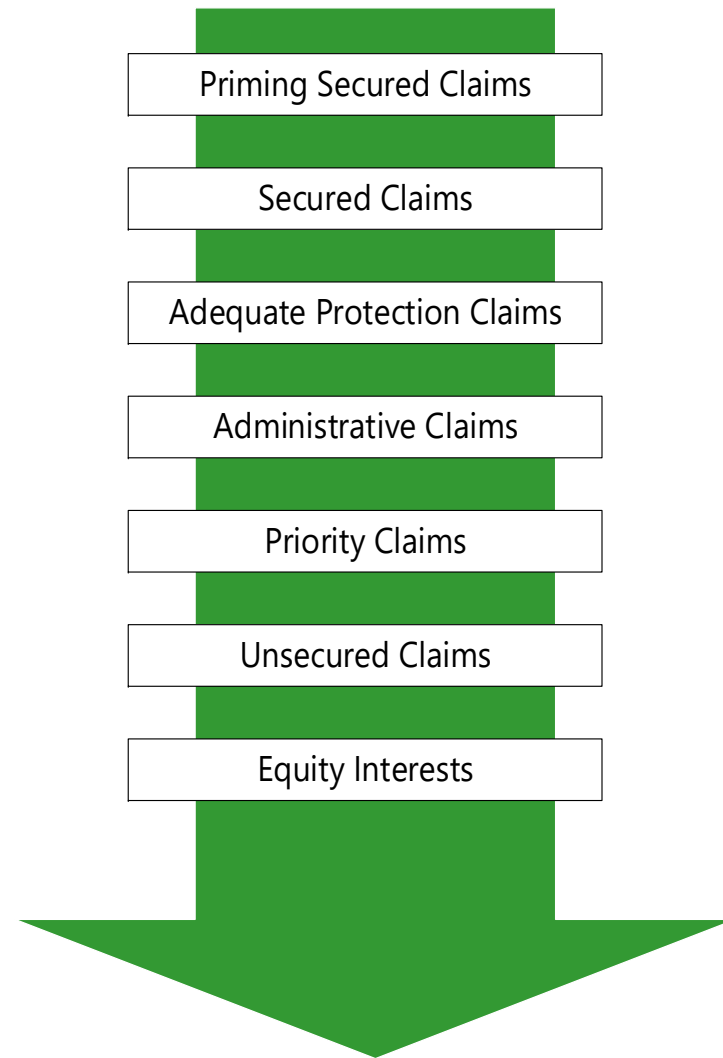 Priming Secured Claims
Secured Claims
Adequate Protection Claims
Administrative Claims
Priority Claims
Unsecured Claims
Equity Interests